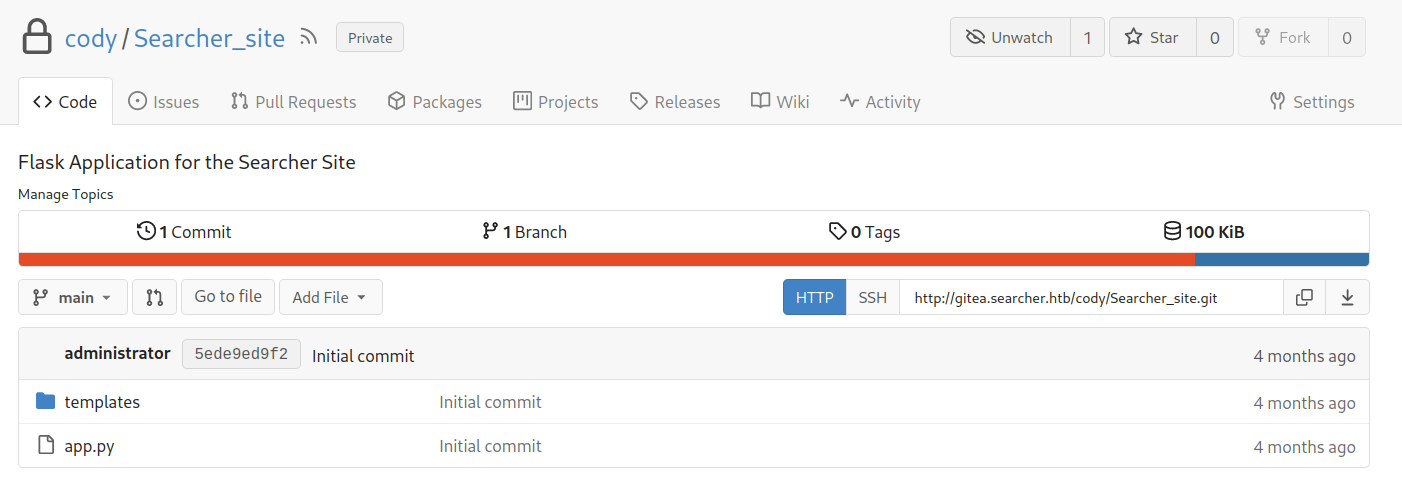 cody / Searcher_site Private Unwatch 1 Star 0 Fork 0
Code Issues Pull Requests Packages Projects Releases Wiki Activity Settings
Flask Application for the Searcher Site
Manage Topics
1 Commit 1 Branch 0 Tags 100 KiB
main Go to file Add File HTTP SSH http://gitea.searcher.htb/cody/Searcher_site.git
administrator 5ede9ed9f2 Initial commit 4 months ago
templates Initial commit 4 months ago
app.py Initial commit 4 months ago